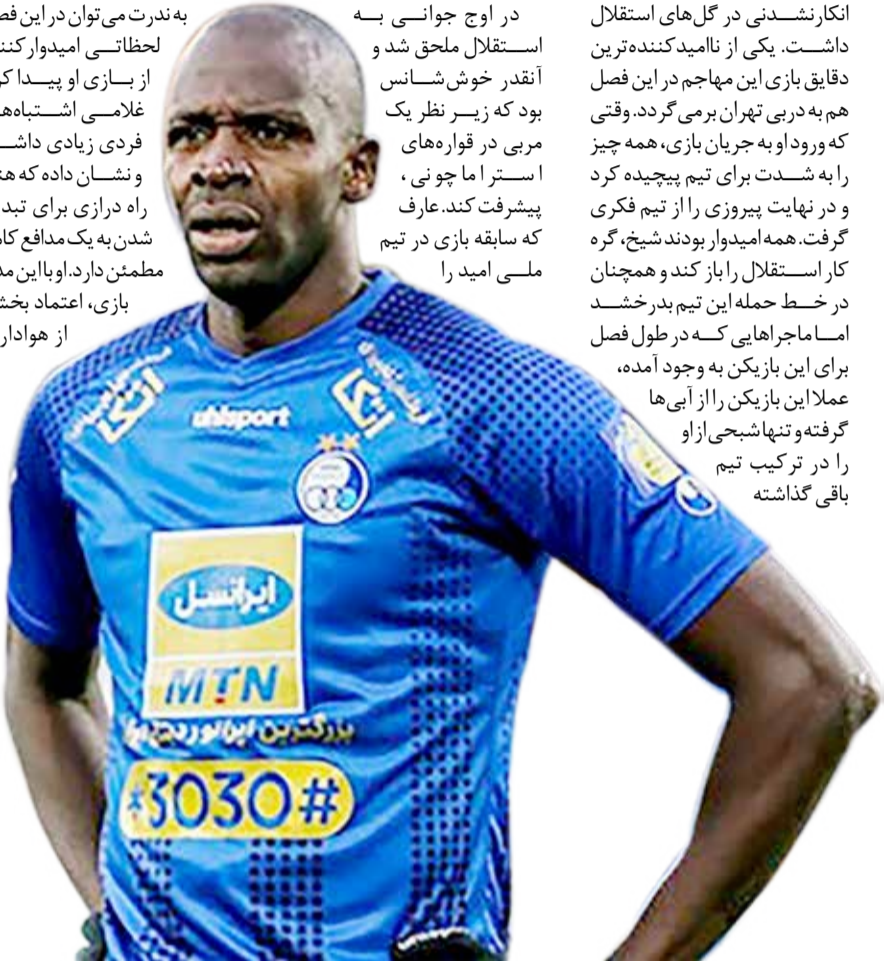 انکارنشدنی در گل‌های استقلال
داشت. یکی از ناامیدکننده‌ترین
دقایق بازی این مهاجم در این فصل
هم به دربی تهران برمی‌گردد. وقتی
که ورود او به جریان بازی، همه چیز
را به شدت برای تیم پیچیده کرد
و در نهایت پیروزی را از تیم فکری
گرفت. همه امیدوار بودند شیخ، گره
کار استقلال را باز کند و همچنان
در خط حمله این تیم بدرخشد
اما ماجراهایی که در طول فصل
برای این بازیکن به وجود آمده،
عملا این بازیکن را از آبی‌ها
گرفته و تنها شبحی از او
را در ترکیب تیم
باقی گذاشته
در اوج جوانی به
استقلال ملحق شد و
آنقدر خوش‌شانس
بود که زیر نظر یک
مربی در قواره‌های
استراماچونی،
پیشرفت کند. عارف
که سابقه بازی در تیم
ملی امید را
به ندرت می‌توان در این فص
لحظاتی امیدوارکنن
از بازی او پیدا کر
غلامی اشتباه‌ها
فردی زیادی داش
و نشان داده که هن
راه درازی برای تبد
شدن به یک مدافع کا
مطمئن دارد. او با این مد
بازی، اعتماد بخش
از هوادار
اتکا
اتکا
uhlsport
ایرانسل
MTN
بزرگترین اپراتور دیجیتال
*3030#